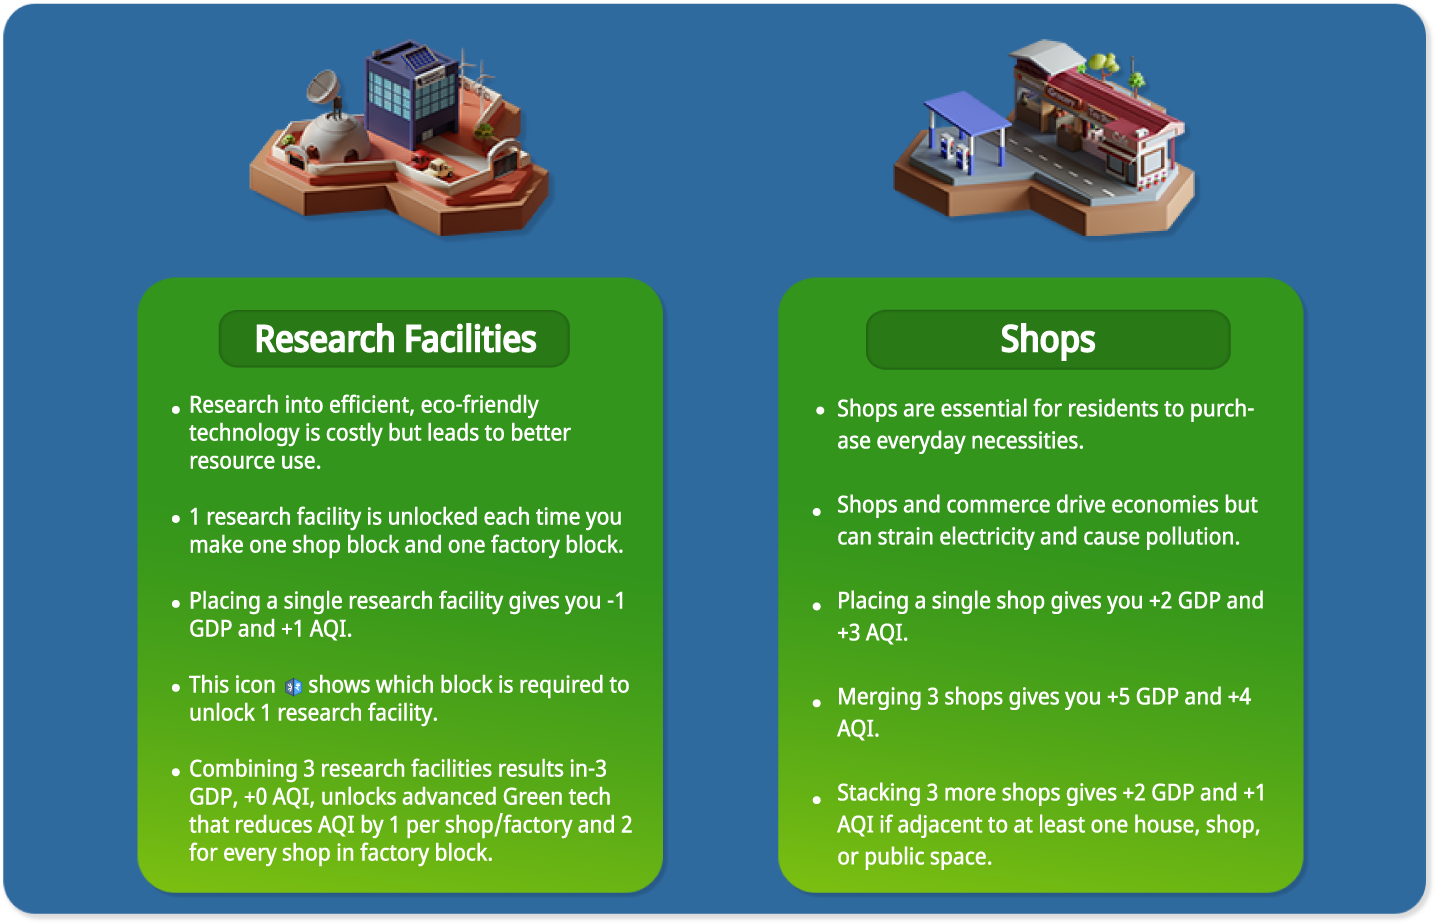 Research Facilities
Research into efficient, eco-friendly
technology is costly but leads to better
resource use.
1 research facility is unlocked each time you
make one shop block and one factory block.
Placing a single research facility gives you -1
GDP and +1 AQI.
This icon shows which block is required to
unlock 1 research facility.
Combining 3 research facilities results in-3
GDP, +0 AQI, unlocks advanced Green tech
that reduces AQI by 1 per shop/factory and 2
for every shop in factory block.
Shops
Shops are essential for residents to purch-
ase everyday necessities.
Shops and commerce drive economies but
can strain electricity and cause pollution.
Placing a single shop gives you +2 GDP and
+3 AQI.
Merging 3 shops gives you +5 GDP and +4
AQI.
Stacking 3 more shops gives +2 GDP and +1
AQI if adjacent to at least one house, shop,
or public space.